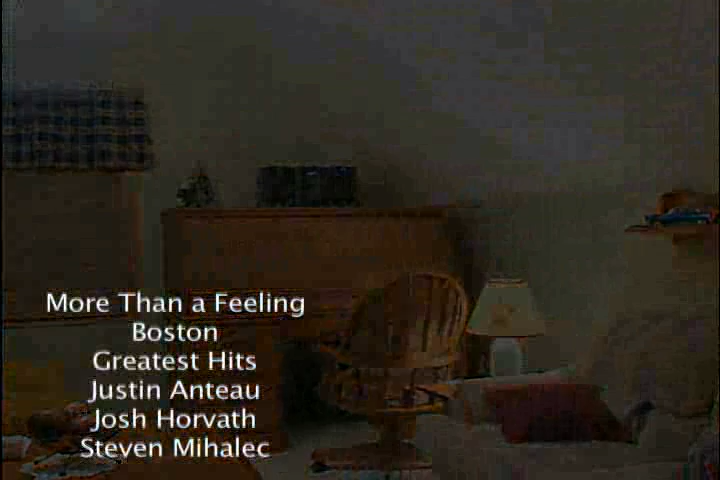 More Than a Feeling
Boston
Greatest Hits
Justin Anteau
Josh Horvath
Steven Mihalec